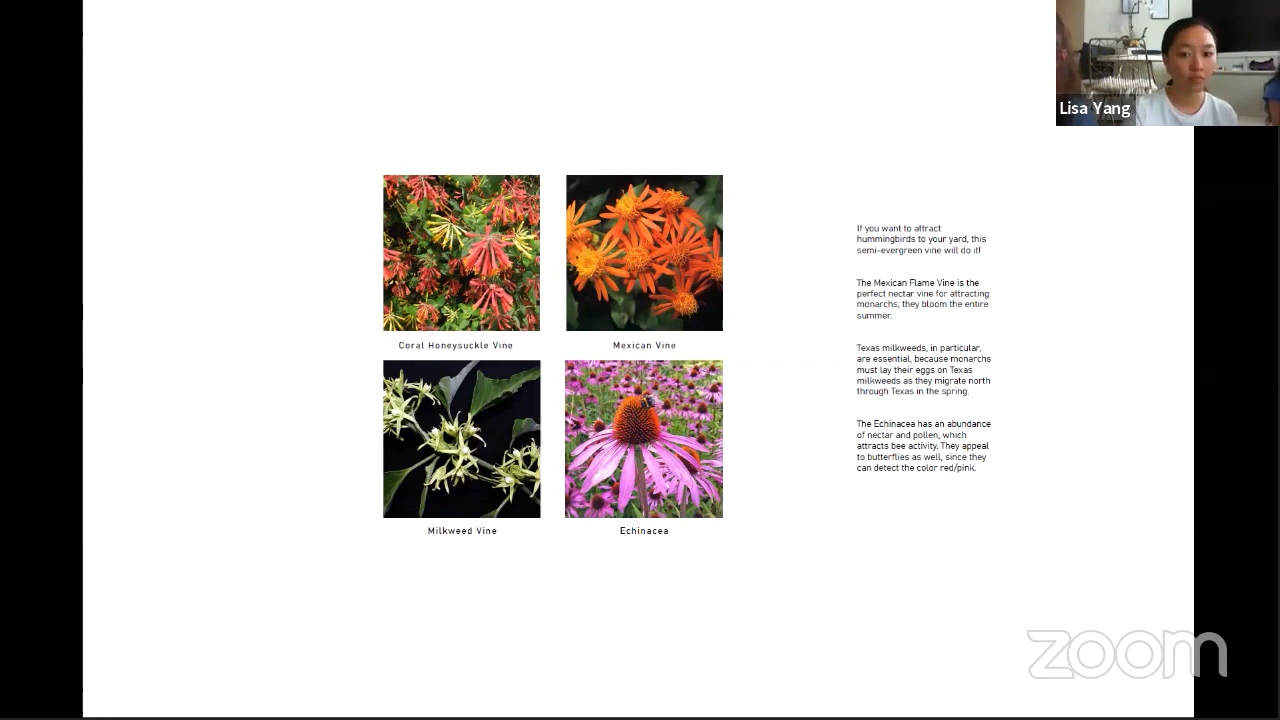 Lisa Yang
Coral Honeysuckle Vine
Mexican Vine
Milkweed Vine
Echinacea
If you want to attract
hummingbirds to your yard, this
semi-evergreen vine will do it!
The Mexican Flame Vine is the
perfect nectar vine for attracting
monarchs; they bloom the entire
summer.
Texas milkweeds, in particular,
are essential, because monarchs
must lay their eggs on Texas
milkweeds as they migrate north
through Texas in the spring.
The Echinacea has an abundance
of nectar and pollen, which
attracts bee activity. They appeal
to butterflies as well, since they
can detect the color red/pink.
zoom